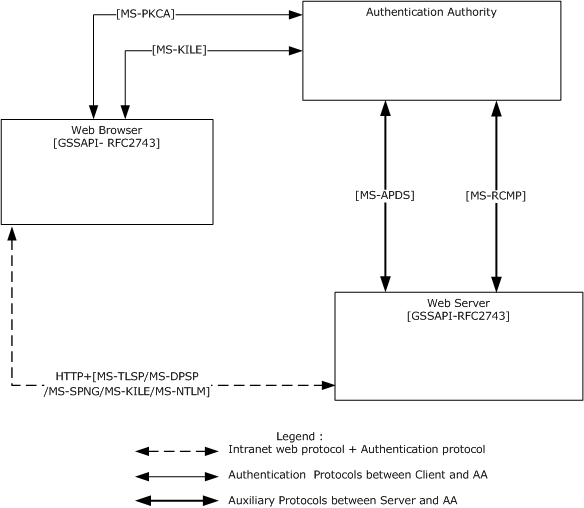 [MS-PKCA]
Authentication Authority
[MS-KILE]
Web Browser
[GSSAPI- RFC2743]
[MS-APDS]
[MS-RCMP]
Web Server
[GSSAPI-RFC2743]
HTTP+[MS-TLSP/MS-DPSP
/MS-SPNG/MS-KILE/MS-NTLM]
Legend :
Intranet web protocol + Authentication protocol
Authentication Protocols between Client and AA
Auxiliary Protocols between Server and AA